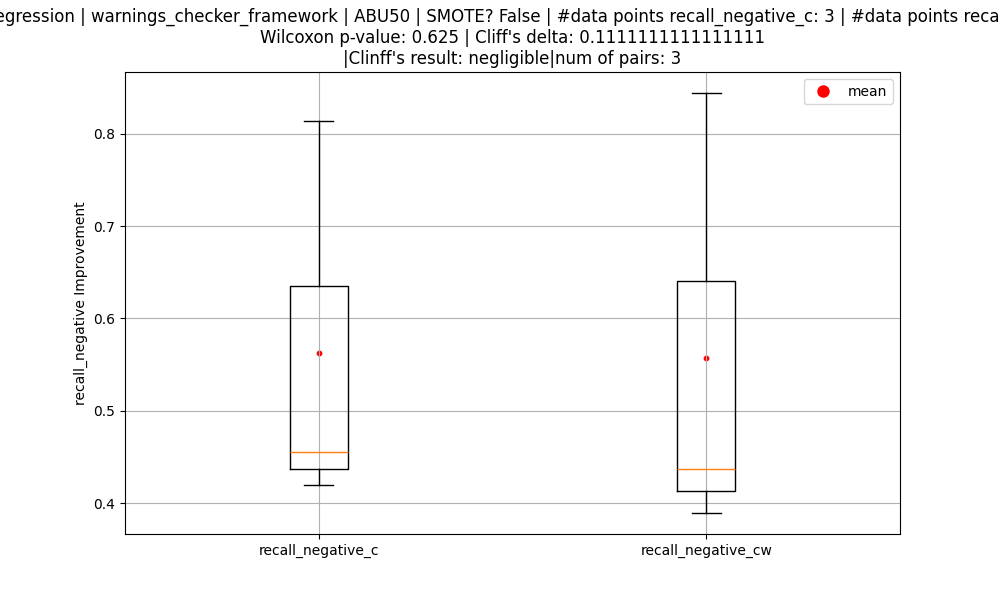 egression | warnings_checker_framework | ABU50 | SMOTE? False | #data points recall_negative_c: 3 | #data points reca
Wilcoxon p-value: 0.625 | Cliff's delta: 0.1111111111111111
|Clinff's result: negligible|num of pairs: 3
mean
0.8
0.7
0.6
0.5
0.4
recall_negative Improvement
recall_negative_c
recall_negative_cw